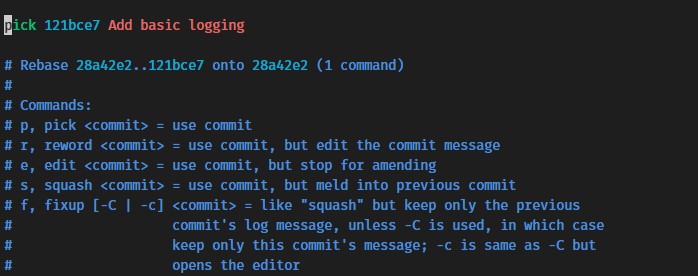 pick 121bce7 Add basic logging

# Rebase 28a42e2..121bce7 onto 28a42e2 (1 command)
#
# Commands:
# p, pick <commit> = use commit
# r, reword <commit> = use commit, but edit the commit message
# e, edit <commit> = use commit, but stop for amending
# s, squash <commit> = use commit, but meld into previous commit
# f, fixup [-C | -c] <commit> = like "squash" but keep only the previous
#                    commit's log message, unless -C is used, in which case
#                    keep only this commit's message; -c is same as -C but
#                    opens the editor